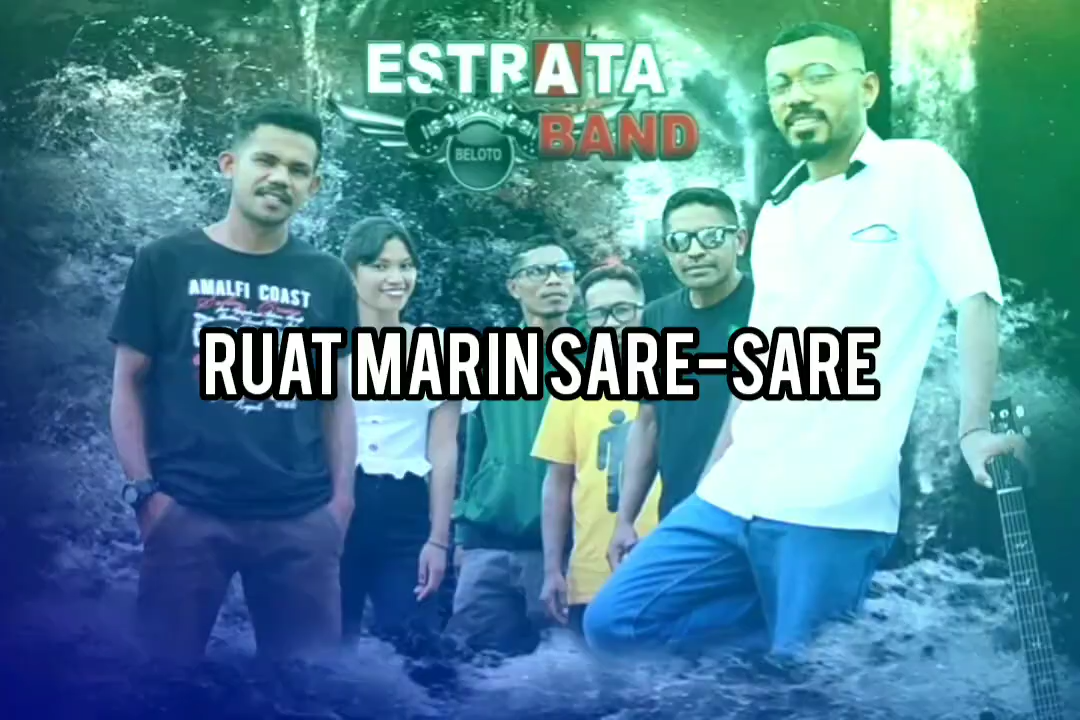 ESTRATA
BAND
BELOTO
AMALFI COAST
RUAT MARIN SARE-SARE